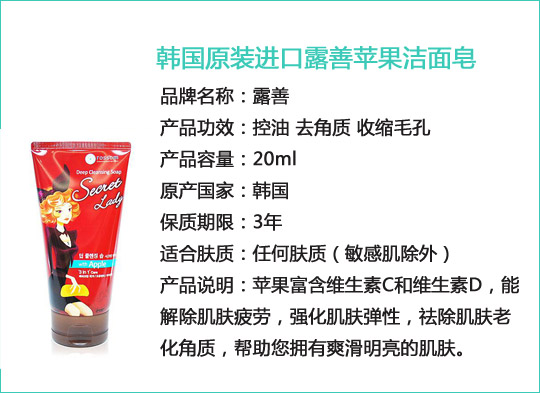 韩国原装进口露善苹果洁面皂
品牌名称：露善
产品功效：控油 去角质 收缩毛孔
产品容量：20ml
原产国家：韩国
保质期限：3年
适合肤质：任何肤质（敏感肌除外）
产品说明：苹果富含维生素C和维生素D，能
解除肌肤疲劳，强化肌肤弹性，祛除肌肤老
化角质，帮助您拥有爽滑明亮的肌肤。
Deep Cleansing Soap
Secret
Lady
with Apple
3 in 1 Care